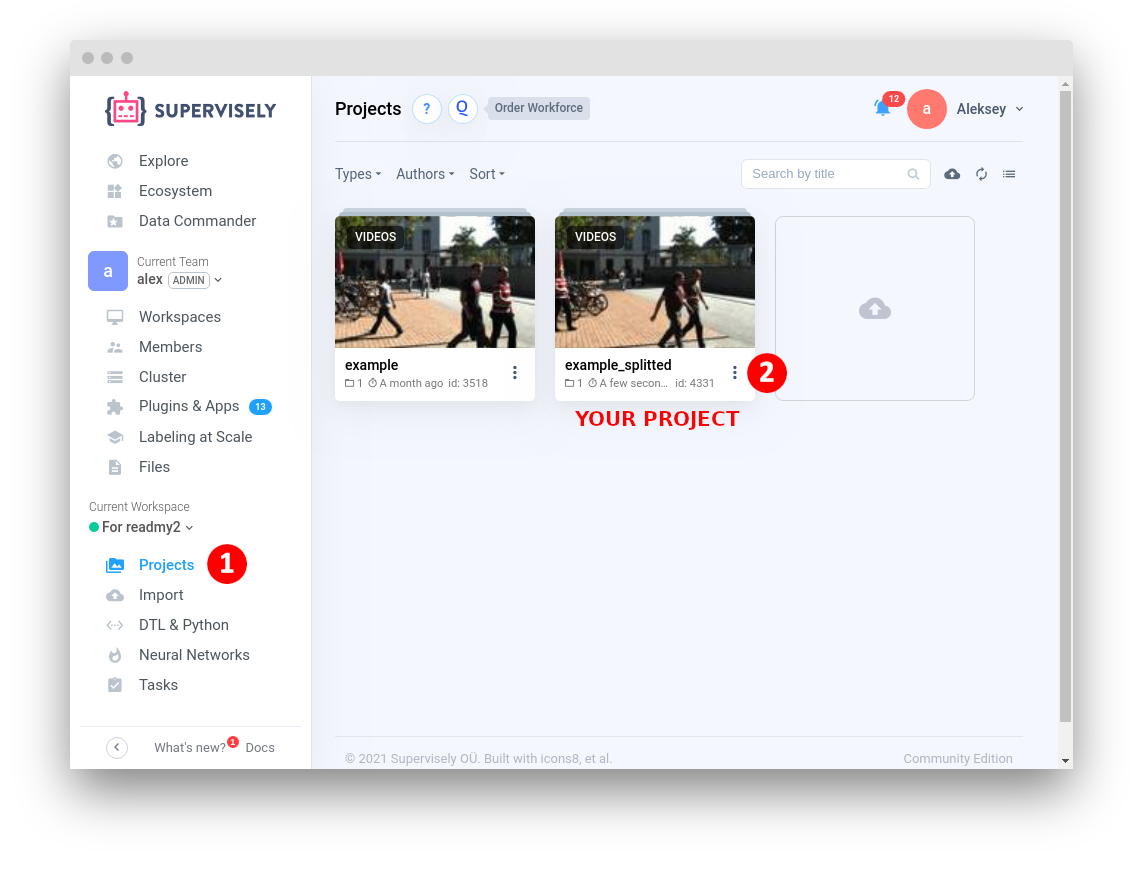 SUPERVISELY
Explore
Ecosystem
Data Commander
a
Current Team
alex ADMIN
Workspaces
Members
Cluster
Plugins & Apps 13
Labeling at Scale
Files
Current Workspace
For readmy2
Projects 1
Import
DTL & Python
Neural Networks
Tasks
What's new? 1 Docs
Projects ? Q Order Workforce
12 a Aleksey
Types Authors Sort
Search by title
VIDEOS
example
1 A month ago id: 3518
VIDEOS
example_splitted
1 A few secon... id: 4331
2
YOUR PROJECT
© 2021 Supervisely OÜ. Built with icons8, et al.
Community Edition